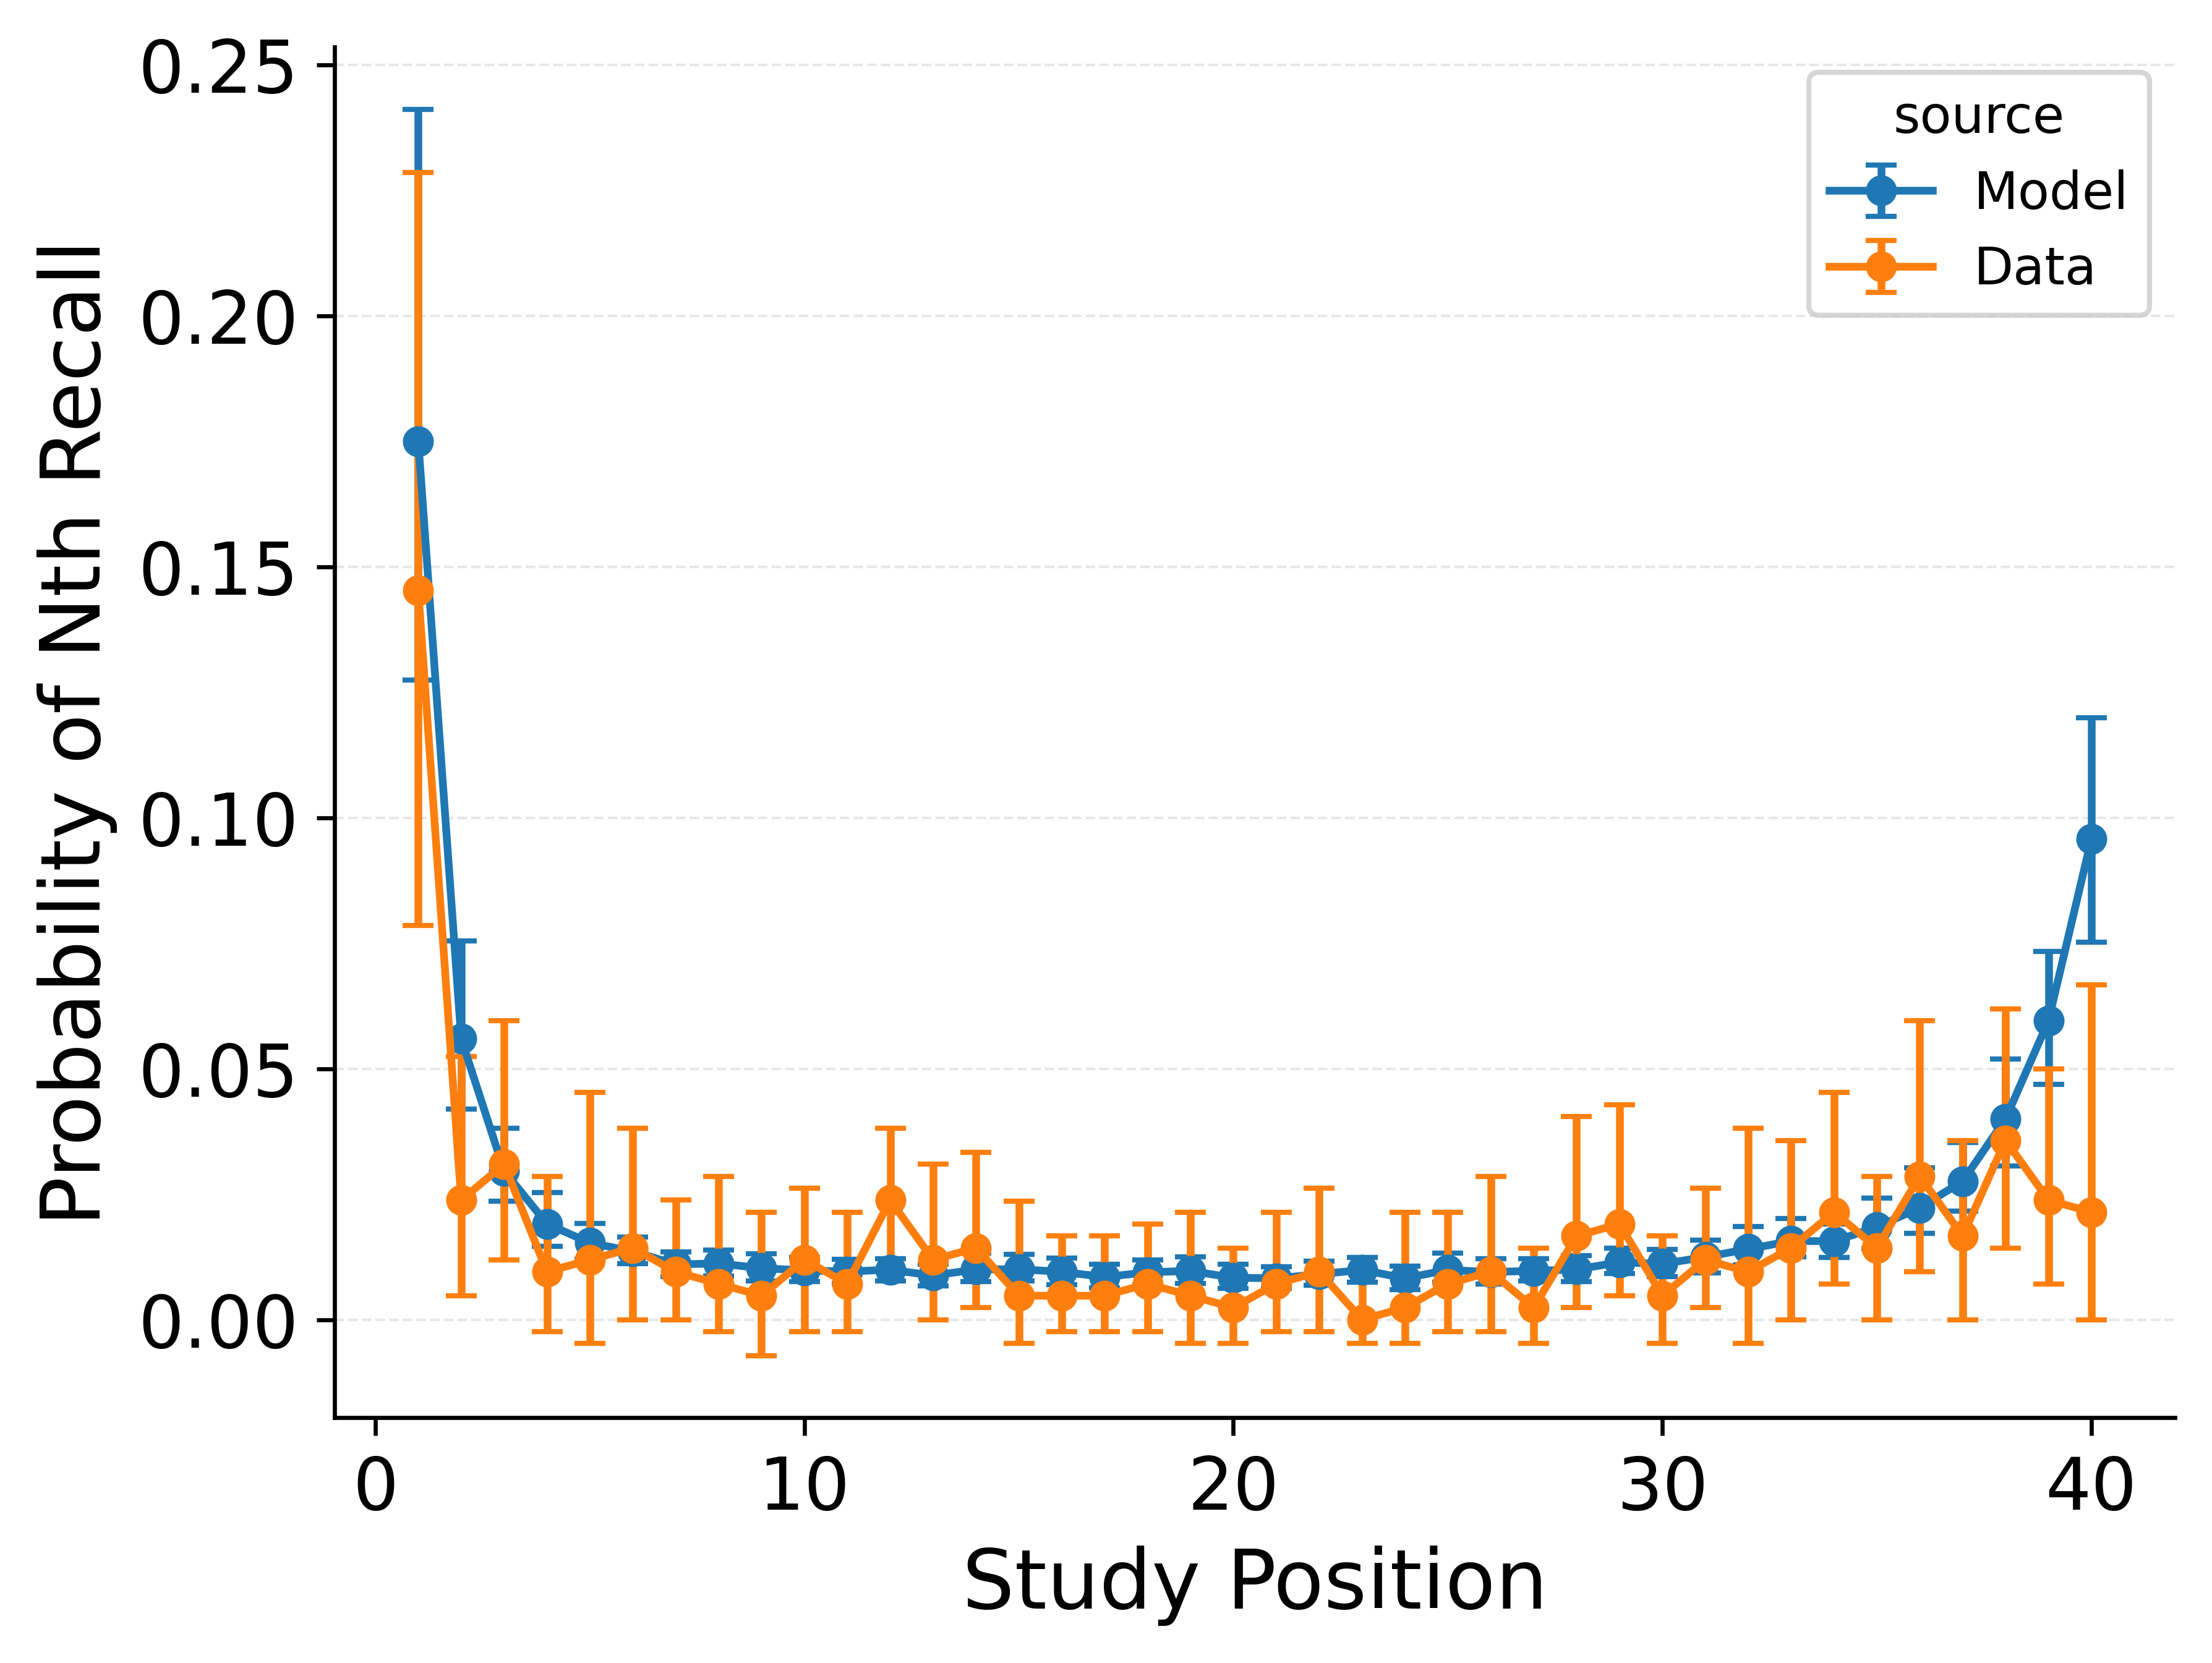 0.25
0.20
0.15
0.10
0.05
0.00
Probability of Nth Recall
source
Model
Data
0 10 20 30 40
Study Position